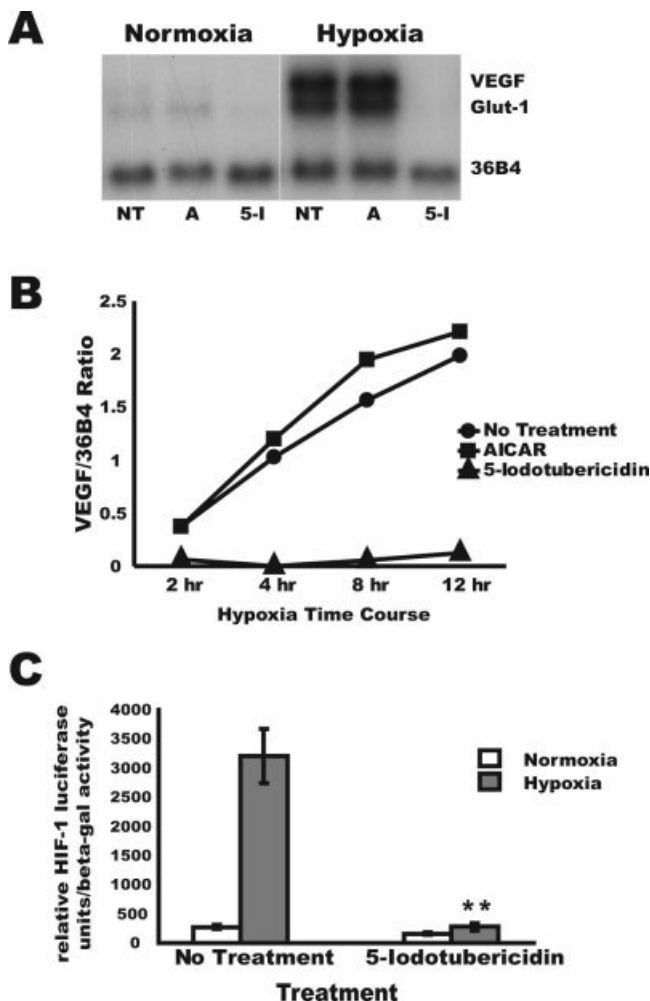 A
Normoxia Hypoxia
VEGF
Glut-1
36B4
NT A 5-I NT A 5-I
B
VEGF/36B4 Ratio
2.5
2
1.5
1
0.5
0
2 hr 4 hr 8 hr 12 hr
Hypoxia Time Course
No Treatment
AICAR
5-Iodotubericidin
C
relative HIF-1 luciferase
units/beta-gal activity
4000
3500
3000
2500
2000
1500
1000
500
0
Normoxia
Hypoxia
**
No Treatment 5-Iodotubericidin
Treatment